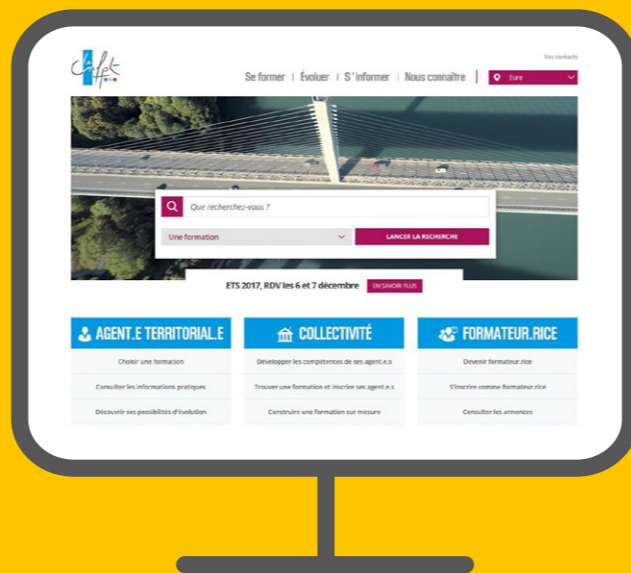 Vos contacts
cnfpt
Se former | Évoluer | S'informer | Nous connaître | Eure
Que recherchez-vous ?
Une formation LANCER LA RECHERCHE
ETS 2017, RDV les 6 et 7 décembre EN SAVOIR PLUS
AGENT.E TERRITORIAL.E
Choisir une formation
Consulter les informations pratiques
Découvrir ses possibilités d'évolution
COLLECTIVITÉ
Développer les compétences de ses agent.e.s
Trouver une formation et inscrire ses agent.e.s
Construire une formation sur mesure
FORMATEUR.RICE
Devenir formateur.rice
S'inscrire comme formateur.rice
Consulter les annonces